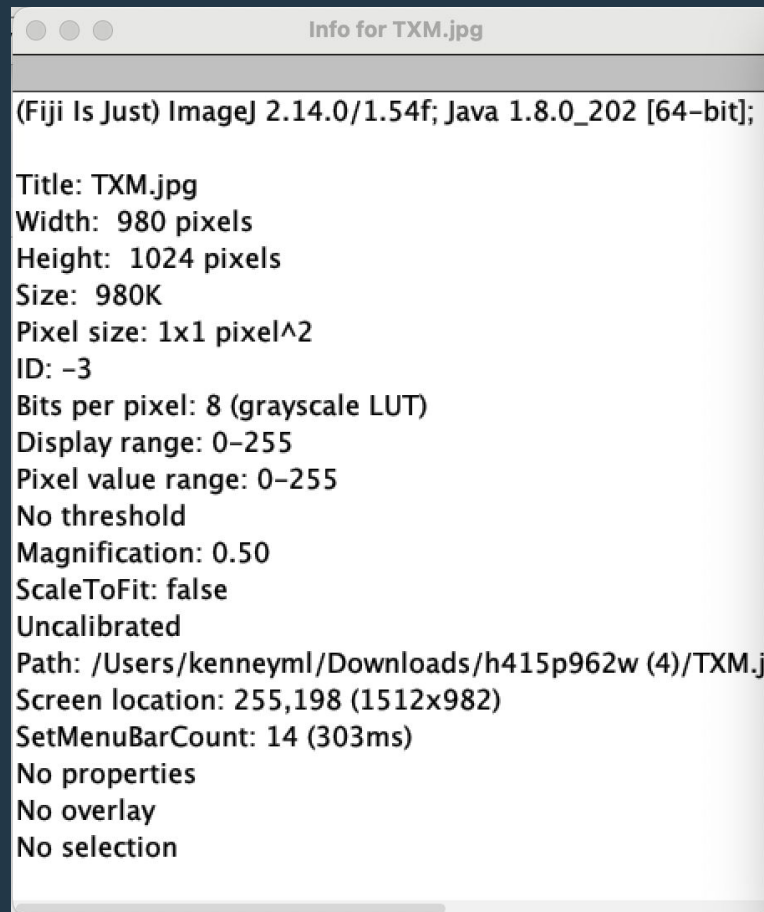 Info for TXM.jpg
(Fiji Is Just) ImageJ 2.14.0/1.54f; Java 1.8.0_202 [64-bit];
Title: TXM.jpg
Width:  980 pixels
Height:  1024 pixels
Size:  980K
Pixel size: 1x1 pixel^2
ID: -3
Bits per pixel: 8 (grayscale LUT)
Display range: 0-255
Pixel value range: 0-255
No threshold
Magnification: 0.50
ScaleToFit: false
Uncalibrated
Path: /Users/kenneyml/Downloads/h415p962w (4)/TXM.j
Screen location: 255,198 (1512x982)
SetMenuBarCount: 14 (303ms)
No properties
No overlay
No selection